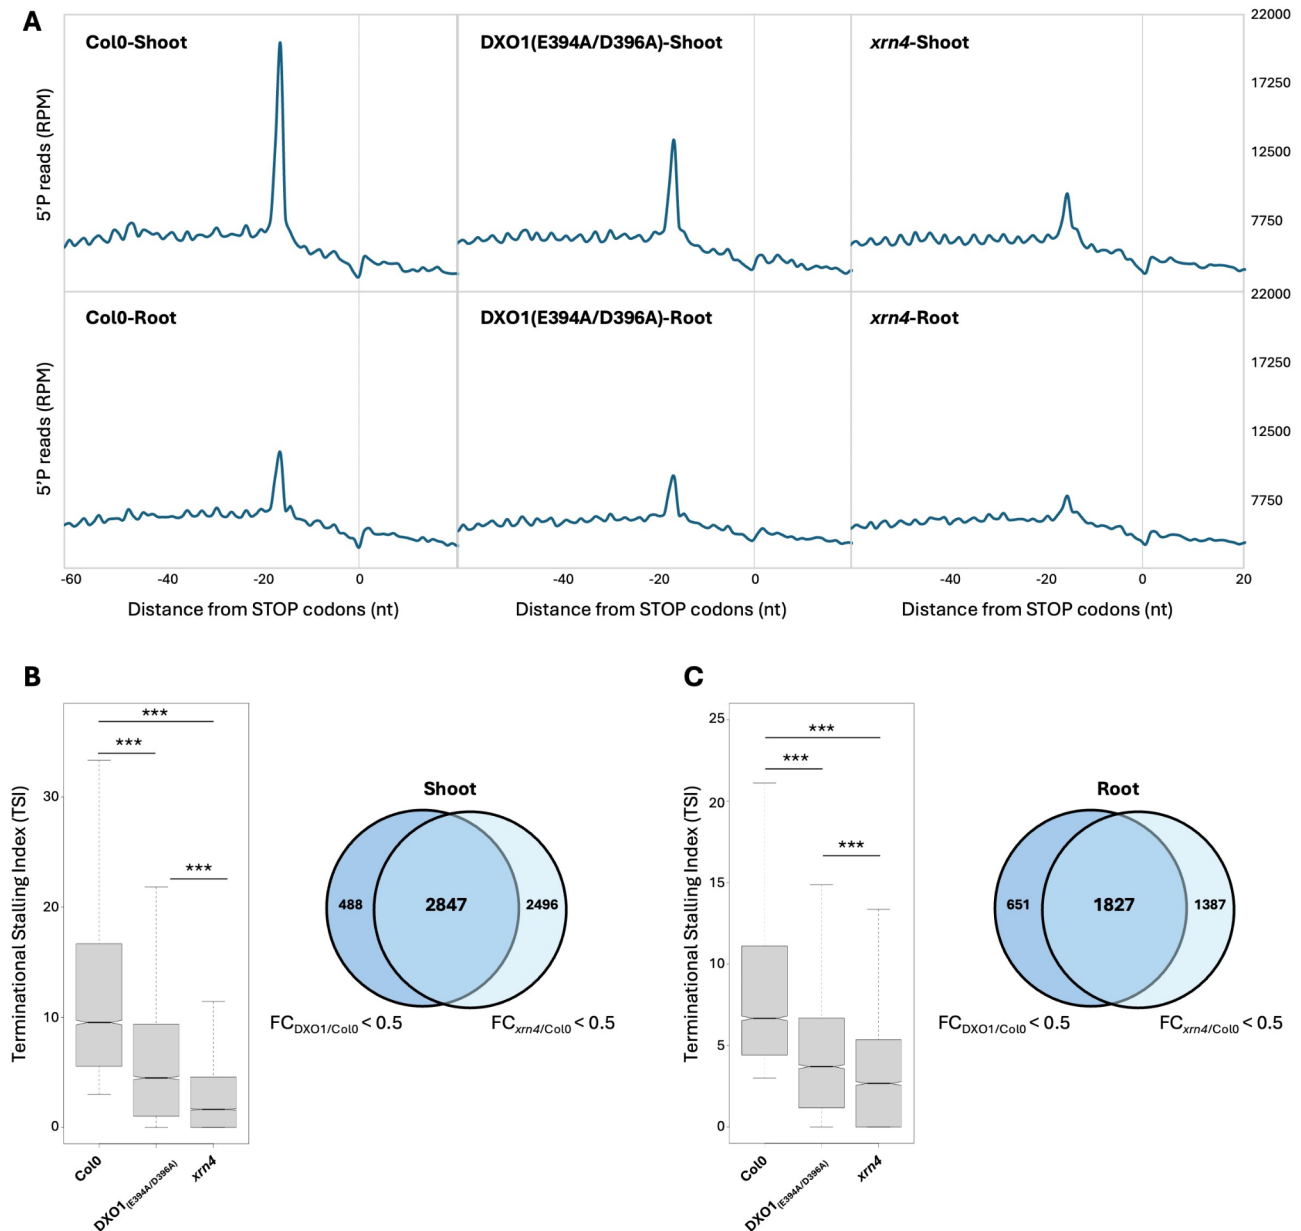 A
Col0-Shoot
DXO1(E394A/D396A)-Shoot
xrn4-Shoot
22000
17250
12500
7750
5'P reads (RPM)
Col0-Root
DXO1(E394A/D396A)-Root
xrn4-Root
22000
17250
12500
7750
5'P reads (RPM)
-60 -40 -20 0 -40 -20 0 -40 -20 0 20
Distance from STOP codons (nt)
Distance from STOP codons (nt)
Distance from STOP codons (nt)
B
Terminational Stalling Index (TSI)
30
20
10
0
***
***
***
Col0
DXO1(E394A/D396A)
xrn4
Shoot
488
2847
2496
FCDXO1/Col0 < 0.5
FCxrn4/Col0 < 0.5
C
Terminational Stalling Index (TSI)
25
20
15
10
5
0
***
***
***
Col0
DXO1(E394A/D396A)
xrn4
Root
651
1827
1387
FCDXO1/Col0 < 0.5
FCxrn4/Col0 < 0.5